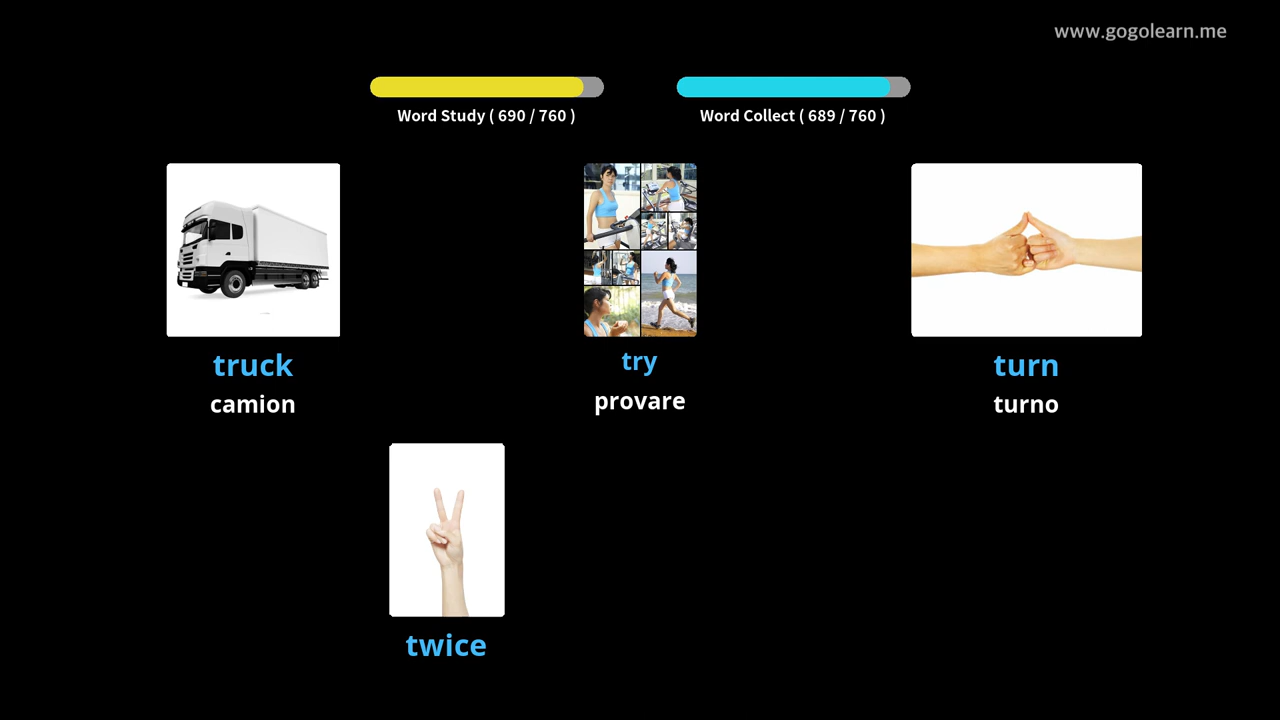 www.gogolearn.me
Word Study ( 690 / 760 )
Word Collect ( 689 / 760 )
truck
camion
try
provare
turn
turno
twice